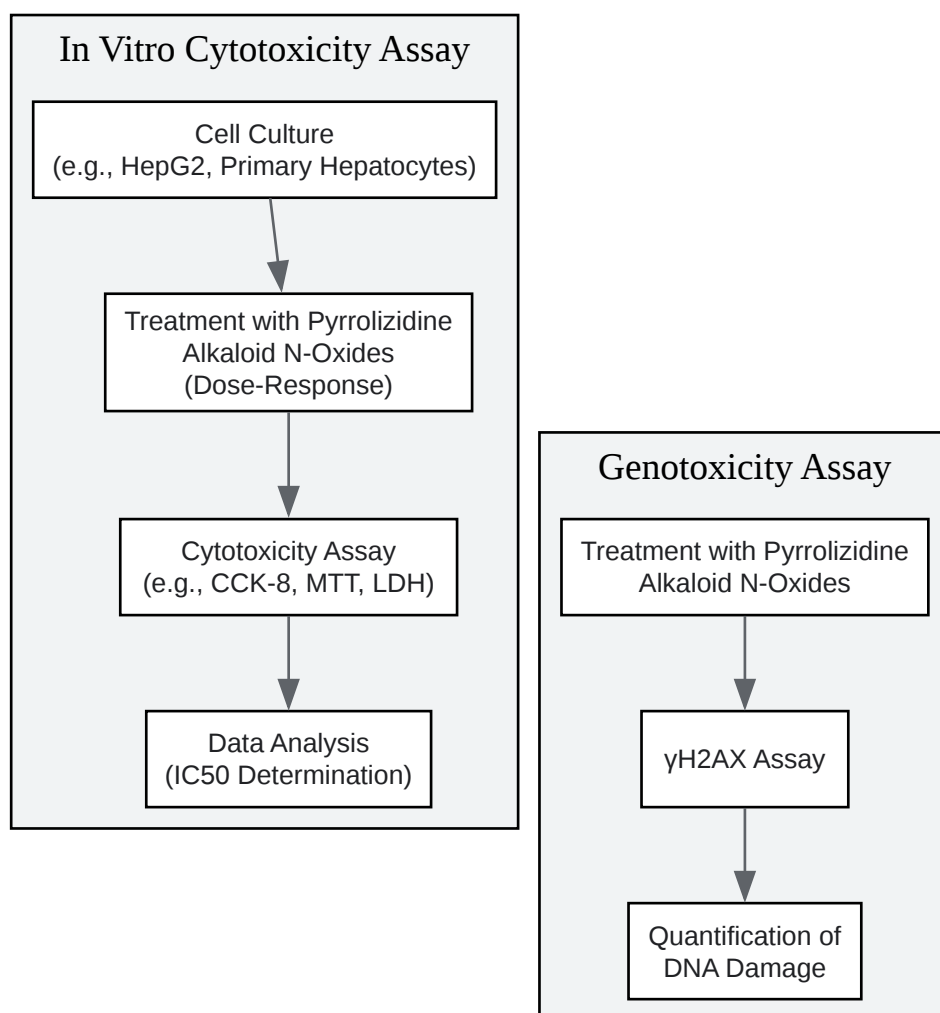 In Vitro Cytotoxicity Assay
Cell Culture
(e.g., HepG2, Primary Hepatocytes)
Treatment with Pyrrolizidine
Alkaloid N-Oxides
(Dose-Response)
Cytotoxicity Assay
(e.g., CCK-8, MTT, LDH)
Data Analysis
(IC50 Determination)
Genotoxicity Assay
Treatment with Pyrrolizidine
Alkaloid N-Oxides
γH2AX Assay
Quantification of
DNA Damage